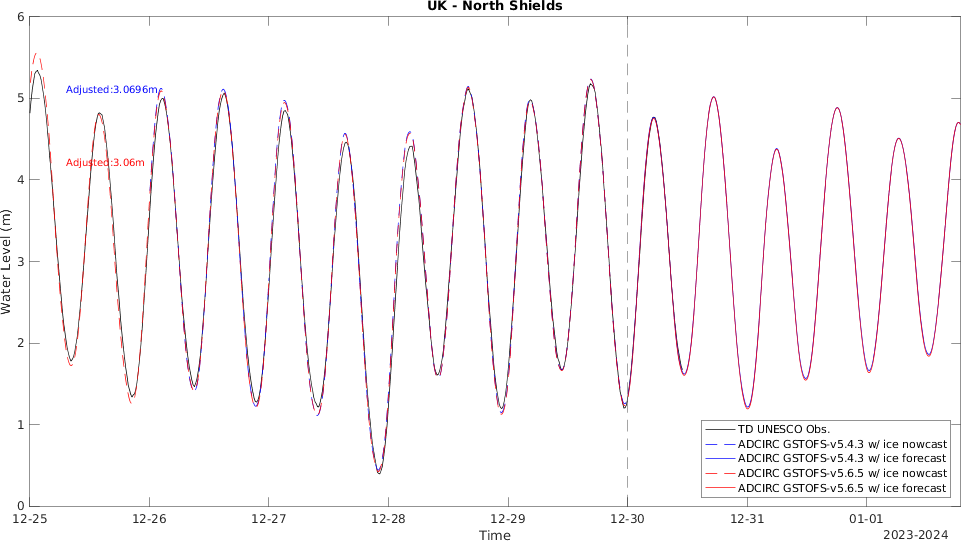 UK - North Shields
6
5
4
3
2
1
0
Water Level (m)
Adjusted:3.0696m
Adjusted:3.06m
12-25 12-26 12-27 12-28 12-29 12-30 12-31 01-01
Time
2023-2024
TD UNESCO Obs.
ADCIRC GSTOFS-v5.4.3 w/ ice nowcast
ADCIRC GSTOFS-v5.4.3 w/ ice forecast
ADCIRC GSTOFS-v5.6.5 w/ ice nowcast
ADCIRC GSTOFS-v5.6.5 w/ ice forecast